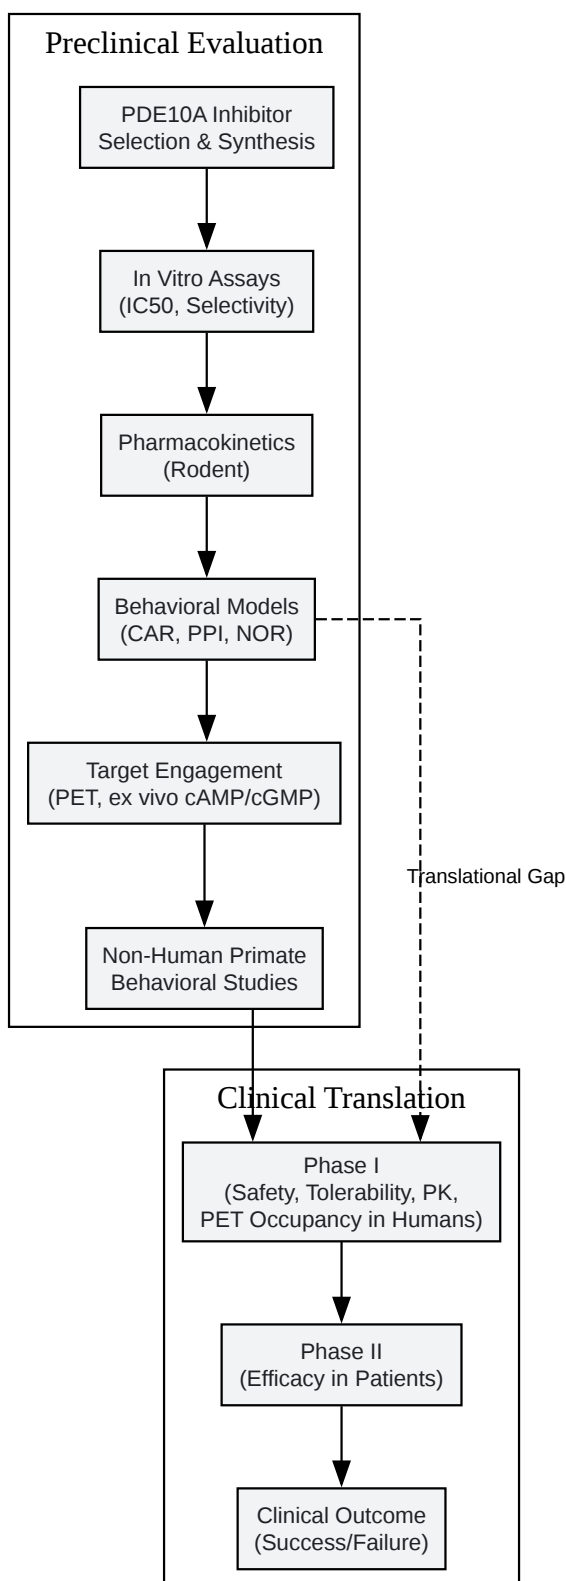 Preclinical Evaluation
PDE10A Inhibitor
Selection & Synthesis
In Vitro Assays
(IC50, Selectivity)
Pharmacokinetics
(Rodent)
Behavioral Models
(CAR, PPI, NOR)
Target Engagement
(PET, ex vivo cAMP/cGMP)
Translational Gap
Non-Human Primate
Behavioral Studies
Clinical Translation
Phase I
(Safety, Tolerability, PK,
PET Occupancy in Humans)
Phase II
(Efficacy in Patients)
Clinical Outcome
(Success/Failure)